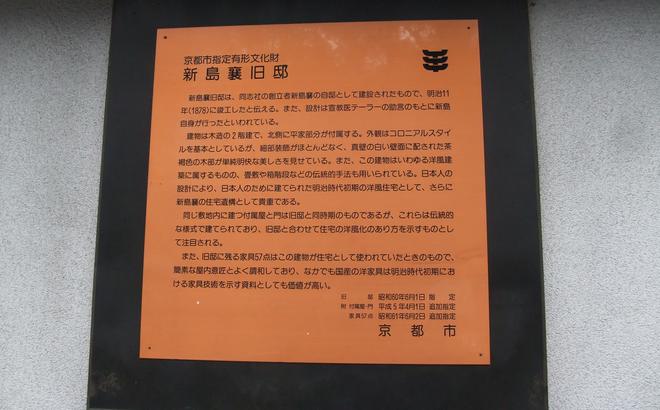 京都市指定有形文化財
新島襄旧邸
新島襄旧邸は、同志社の創立者新島襄の自邸として建設されたもので、明治11
年(1878)に竣工したと伝える。また、設計は宣教医テーラーの助言のもとに新島
自身が行ったといわれている。
建物は木造の2階建で、北側に平家部分が付属する。外観はコロニアルスタイ
ルを基本としているが、細部装飾がほとんどなく、真壁の白い壁面に配された茶
褐色の木部が単純明快な美しさを見せている。また、この建物はいわゆる洋風建
築に属するものの、畳敷や箱階段などの伝統的手法も用いられている。日本人の
設計により、日本人のために建てられた明治時代初期の洋風住宅として、さらに
新島襄の住宅遺構として貴重である。
同じ敷地内に建つ付属屋と門は旧邸と同時期のものであるが、これらは伝統的
な様式で建てられており、旧邸と合わせて住宅の洋風化のあり方を示すものとし
て注目される。
また、旧邸に残る家具57点はこの建物が住宅として使われていたときのもので、
簡素な屋内意匠とよく調和しており、なかでも国産の洋家具は明治時代初期にお
ける家具技術を示す資料としても価値が高い。
旧 邸 昭和60年6月1日 指 定
附 付属屋・門 平成5年4月1日 追加指定
家具57点 昭和61年6月2日 追加指定
京都市